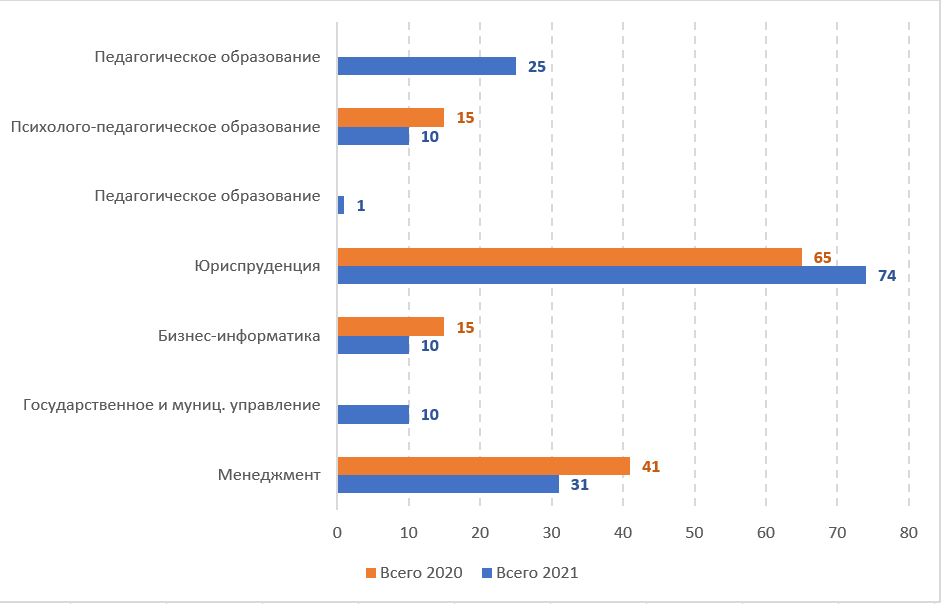 Педагогическое образование
25
Психолого-педагогическое образование
15
10
Педагогическое образование
1
Юриспруденция
65
74
Бизнес-информатика
15
10
Государственное и муниц. управление
10
Менеджмент
41
31
0 10 20 30 40 50 60 70 80
Всего 2020 Всего 2021